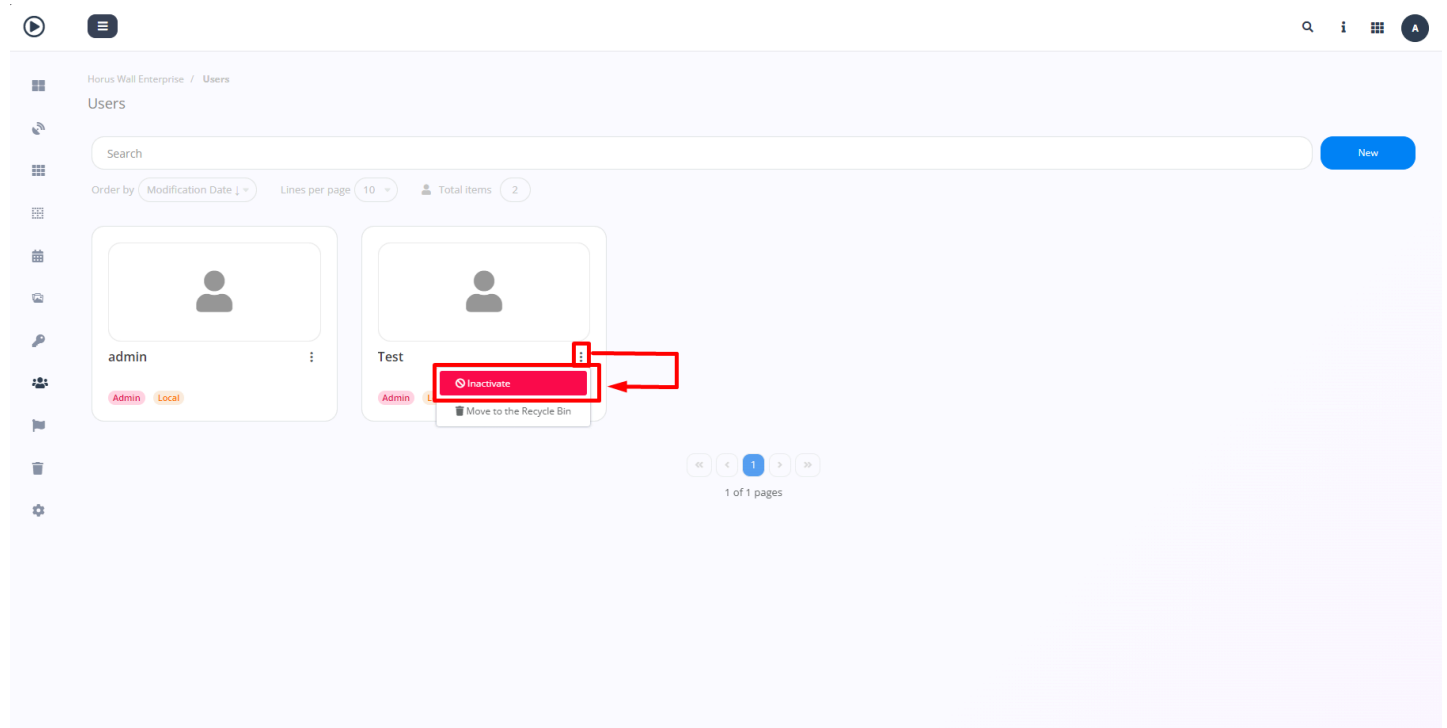 A
Horus Wall Enterprise / Users
Users
Search
New
Order by Modification Date ↓ Lines per page 10 Total items 2
admin
Test
Inactivate
Admin Local
Admin L
Move to the Recycle Bin
« ‹ 1 › »
1 of 1 pages